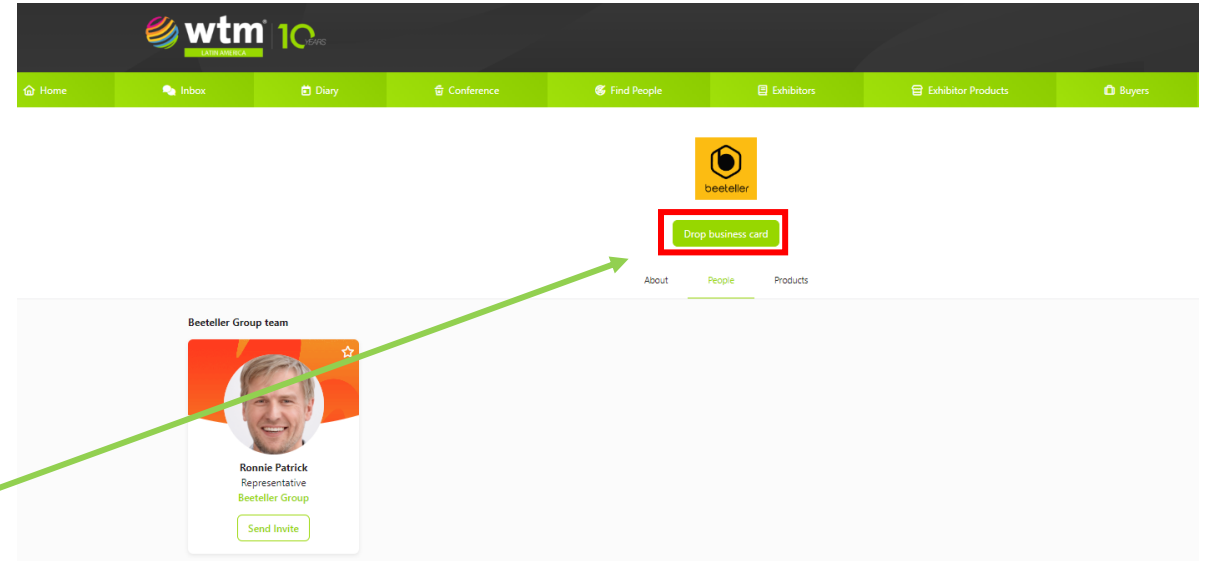 wtm 10 YEARS
LATIN AMERICA
Home Inbox Diary Conference Find People Exhibitors Exhibitor Products Buyers
beeteller
Drop business card
About People Products
Beeteller Group team
Ronnie Patrick
Representative
Beeteller Group
Send Invite